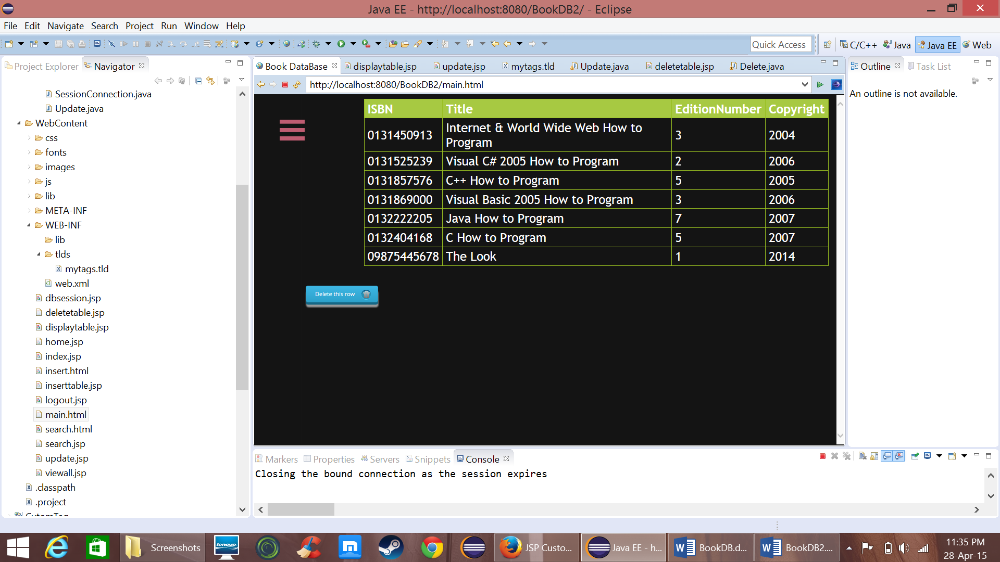 Java EE - http://localhost:8080/BookDB2/ - Eclipse
File Edit Navigate Search Project Run Window Help
Quick Access
C/C++ Java Java EE Web
Project Explorer Navigator
SessionConnection.java
Update.java
WebContent
css
fonts
images
js
lib
META-INF
WEB-INF
lib
tlds
mytags.tld
web.xml
dbsession.jsp
deletetable.jsp
displaytable.jsp
home.jsp
index.jsp
insert.html
inserttable.jsp
logout.jsp
main.html
search.html
search.jsp
update.jsp
viewall.jsp
.classpath
.project
CutomTag
Book DataBase displaytable.jsp update.jsp mytags.tld Update.java deletetable.jsp Delete.java
http://localhost:8080/BookDB2/main.html
ISBN Title EditionNumber Copyright
0131450913 Internet & World Wide Web How to Program 3 2004
0131525239 Visual C# 2005 How to Program 2 2006
0131857576 C++ How to Program 5 2005
0131869000 Visual Basic 2005 How to Program 3 2006
0132222205 Java How to Program 7 2007
0132404168 C How to Program 5 2007
09875445678 The Look 1 2014
Delete this row
Outline Task List
An outline is not available.
Markers Properties Servers Snippets Console
Closing the bound connection as the session expires
Screenshots
lenovo
JSP Custo...
Java EE - h...
BookDB.d...
BookDB2....
11:35 PM
28-Apr-15